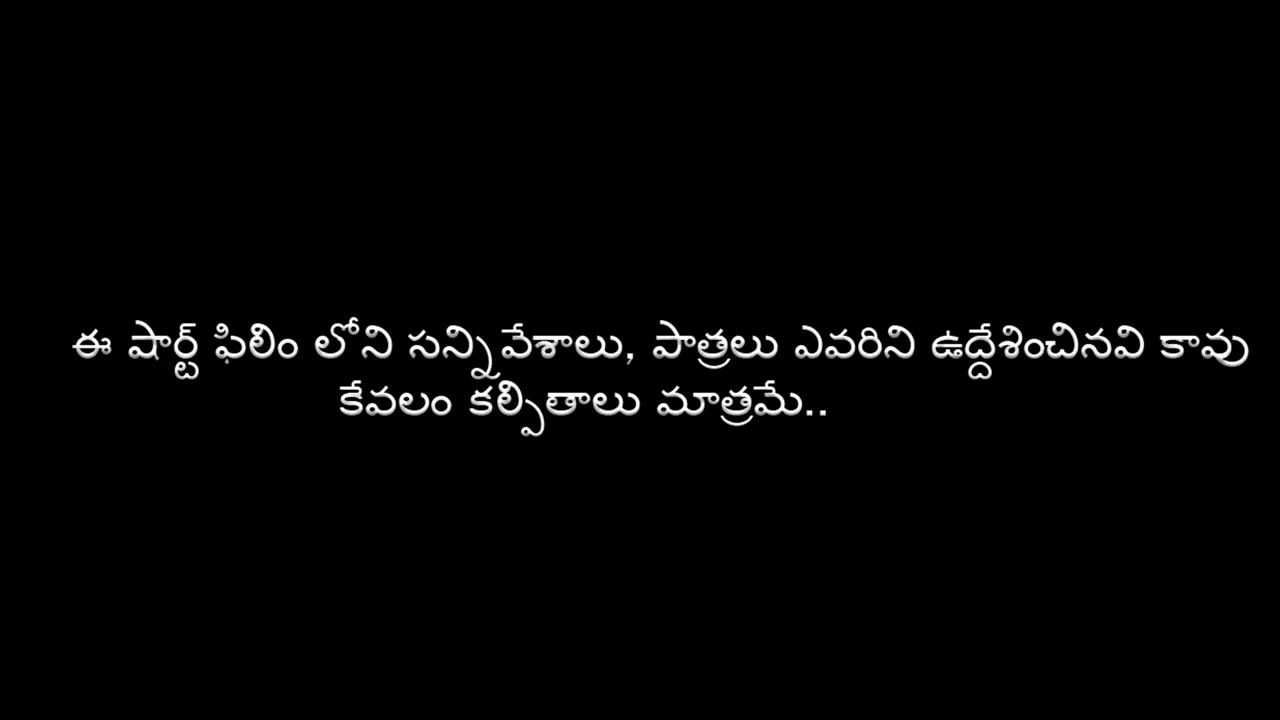 ఈ షార్ట్ ఫిలిం లోని సన్నివేశాలు, పాత్రలు ఎవరిని ఉద్దేశించినవి కావు
కేవలం కల్పితాలు మాత్రమే..